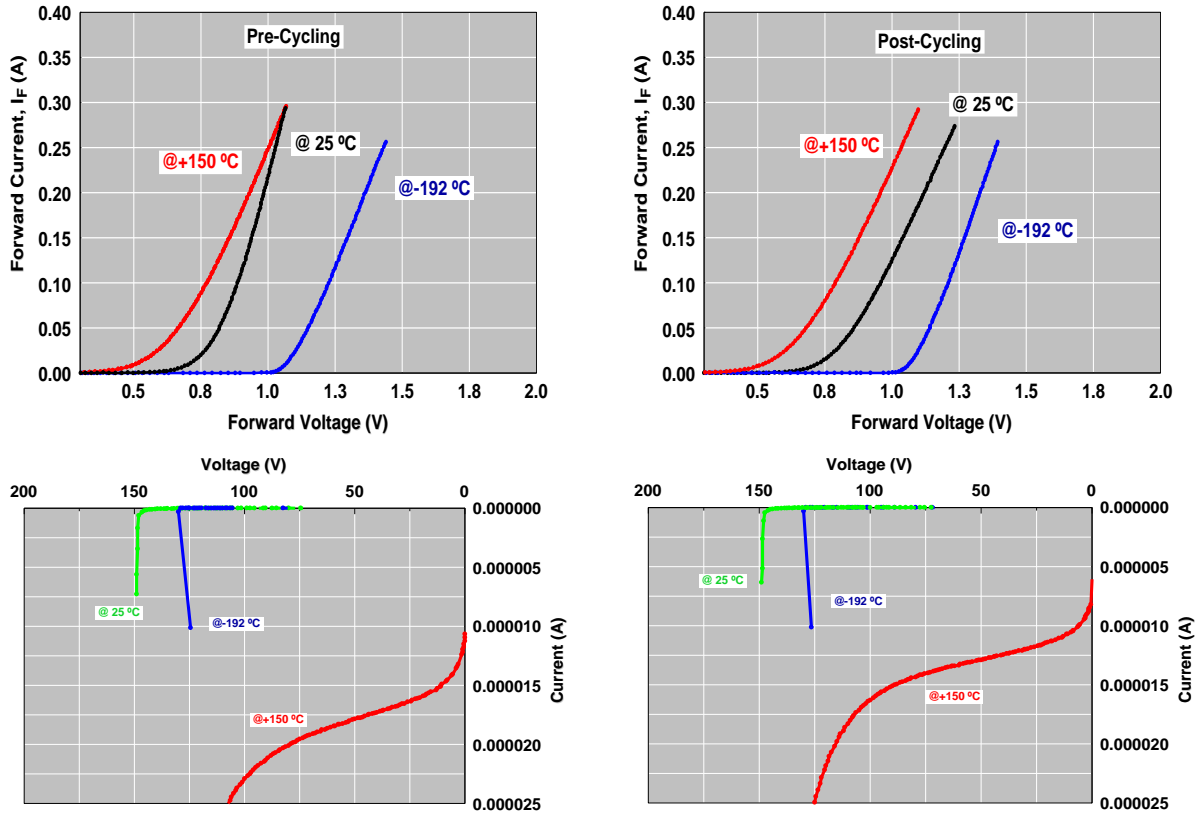 0.40
0.35
0.30
0.25
0.20
0.15
0.10
0.05
0.00
Forward Current, IF (A)
Pre-Cycling
@+150 ºC
@ 25 ºC
@-192 ºC
0.5 0.8 1.0 1.3 1.5 1.8 2.0
Forward Voltage (V)
0.40
0.35
0.30
0.25
0.20
0.15
0.10
0.05
0.00
Forward Current, IF (A)
Post-Cycling
@ 25 ºC
@+150 ºC
@-192 ºC
0.5 0.8 1.0 1.3 1.5 1.8 2.0
Forward Voltage (V)
Voltage (V)
200 150 100 50 0
0.000000
0.000005
0.000010
0.000015
0.000020
0.000025
Current (A)
@ 25 ºC
@-192 ºC
@+150 ºC
Voltage (V)
200 150 100 50 0
0.000000
0.000005
0.000010
0.000015
0.000020
0.000025
Current (A)
@ 25 ºC
@-192 ºC
@+150 ºC